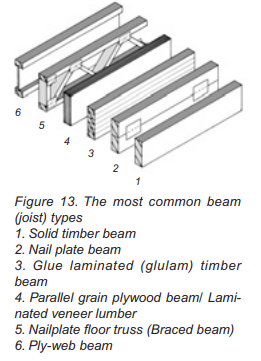 6
5
4
3
2
1
Figure 13. The most common beam
(joist) types
1. Solid timber beam
2. Nail plate beam
3. Glue laminated (glulam) timber
beam
4. Parallel grain plywood beam/ Lami-
nated veneer lumber
5. Nailplate floor truss (Braced beam)
6. Ply-web beam